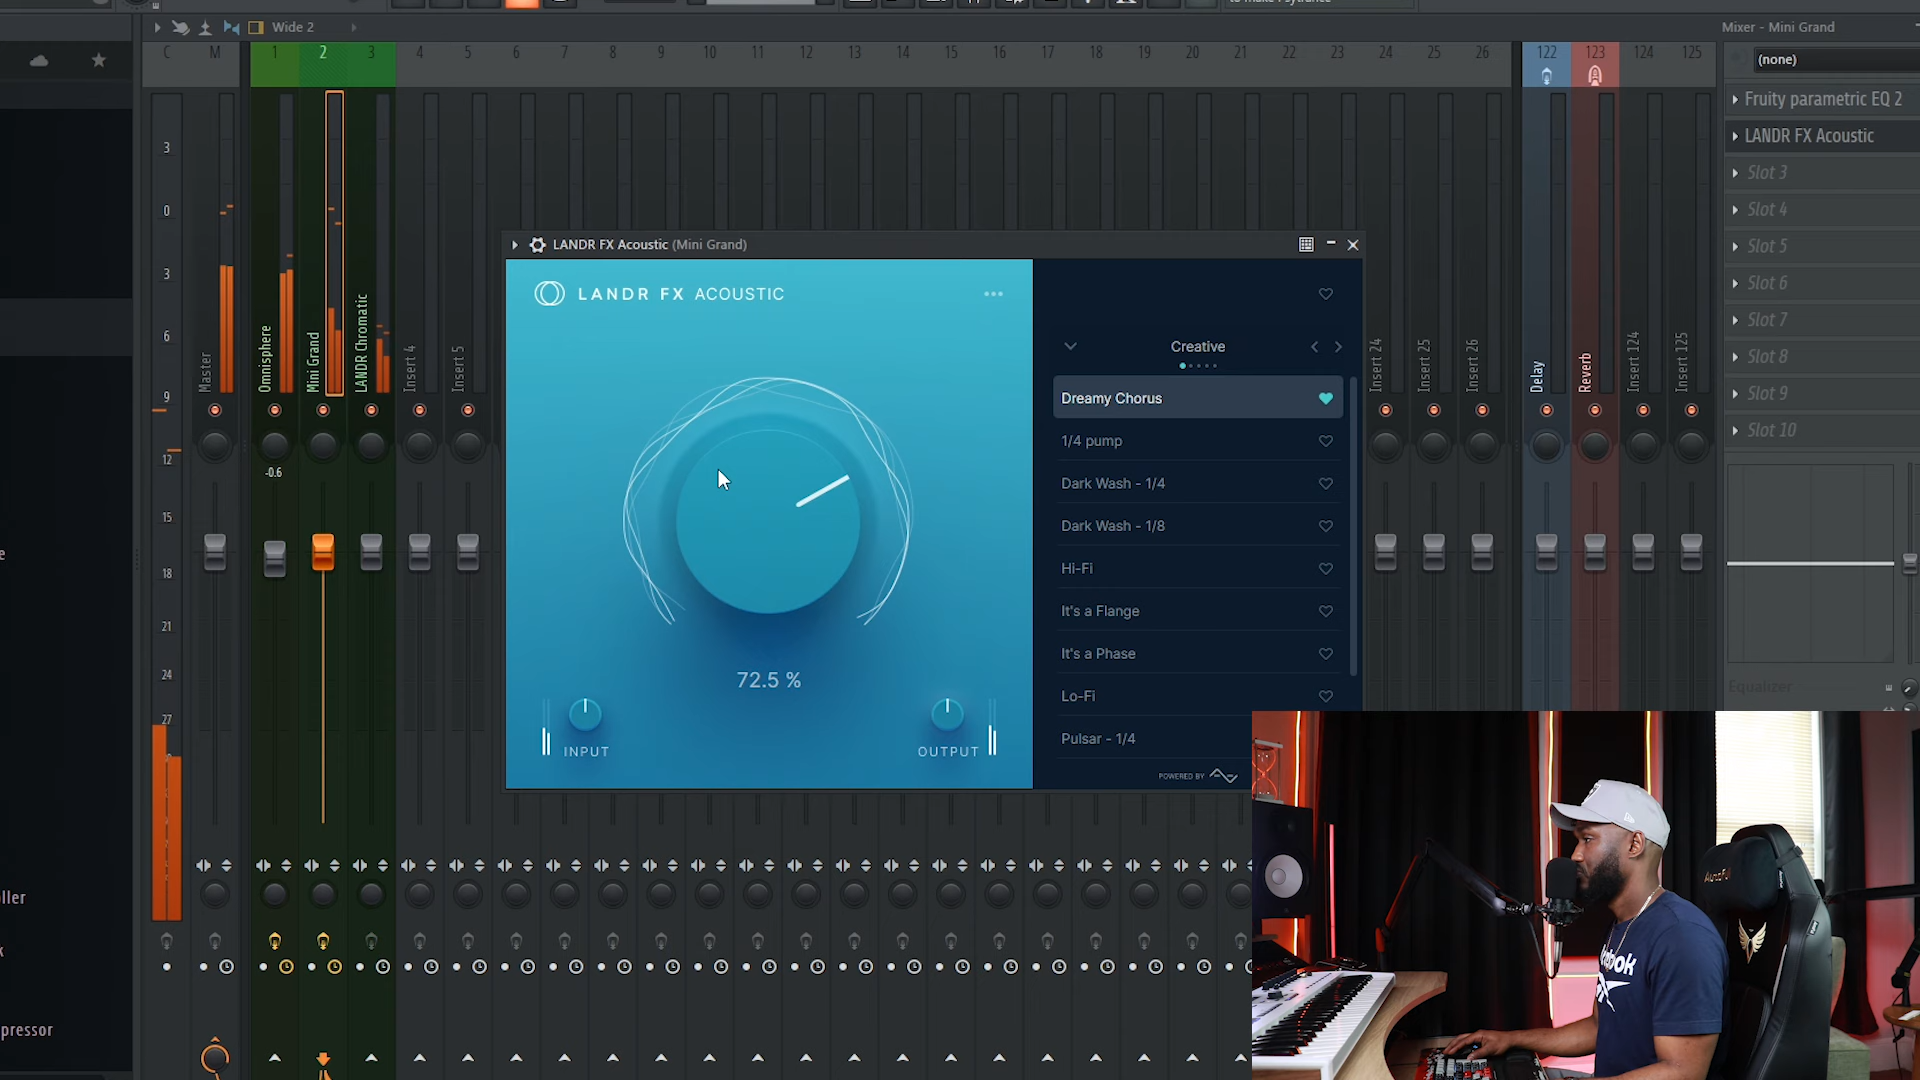 to make Psytrance
Wide 2
Mixer - Mini Grand
C M 1 2 3 4 5 6 7 8 9 10 11 12 13 14 15 16 17 18 19 20 21 22 23 24 25 26 122 123 124 125
(none)
Fruity parametric EQ 2
LANDR FX Acoustic
Slot 3
Slot 4
Slot 5
Slot 6
Slot 7
Slot 8
Slot 9
Slot 10
Equalizer
3
0
3
6
9
12
15
18
21
24
27
Master
Omnisphere
Mini Grand
LANDR Chromatic
Insert 4
Insert 5
Insert 24
Insert 25
Insert 26
Delay
Reverb
Insert 124
Insert 125
-0.6
LANDR FX Acoustic (Mini Grand)
LANDR FX ACOUSTIC
72.5 %
INPUT
OUTPUT
Creative
Dreamy Chorus
1/4 pump
Dark Wash - 1/4
Dark Wash - 1/8
Hi-Fi
It's a Flange
It's a Phase
Lo-Fi
Pulsar - 1/4
POWERED BY
e
ller
k
pressor